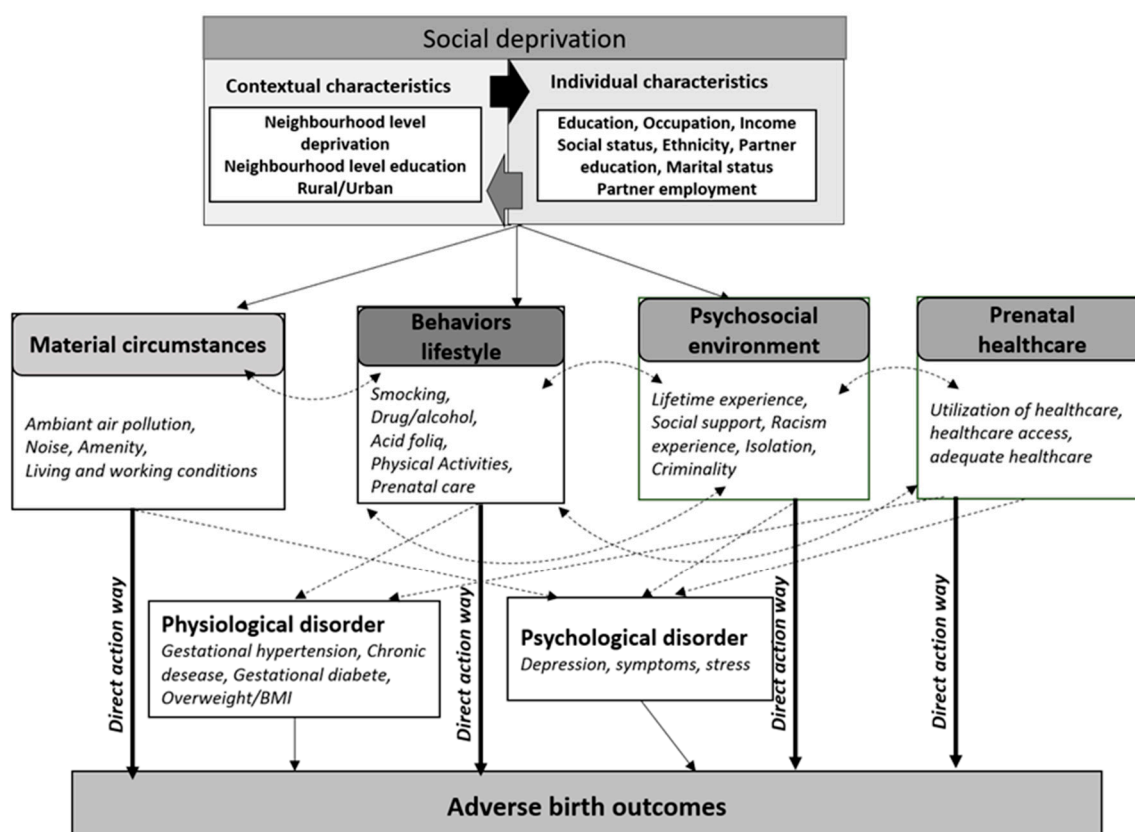 Social deprivation
Contextual characteristics
Neighbourhood level
deprivation
Neighbourhood level education
Rural/Urban
Individual characteristics
Education, Occupation, Income
Social status, Ethnicity, Partner
education, Marital status
Partner employment
Material circumstances
Ambiant air pollution,
Noise, Amenity,
Living and working conditions
Behaviors
lifestyle
Smocking,
Drug/alcohol,
Acid foliq,
Physical Activities,
Prenatal care
Psychosocial
environment
Lifetime experience,
Social support, Racism
experience, Isolation,
Criminality
Prenatal
healthcare
Utilization of healthcare,
healthcare access,
adequate healthcare
Direct action way
Physiological disorder
Gestational hypertension, Chronic
desease, Gestational diabete,
Overweight/BMI
Direct action way
Psychological disorder
Depression, symptoms, stress
Direct action way
Direct action way
Adverse birth outcomes